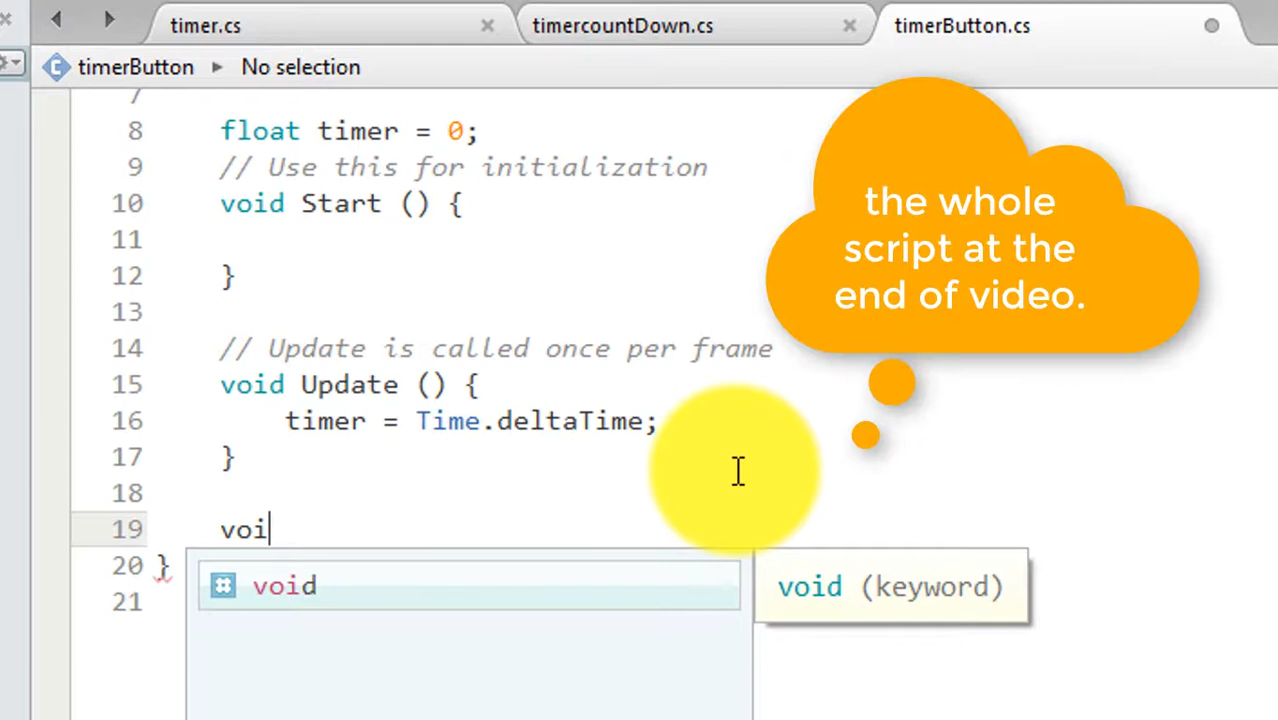 timer.cs
timercountDown.cs
timerButton.cs
timerButton
No selection
7
8 float timer = 0;
9 // Use this for initialization
10 void Start () {
11
12 }
13
14 // Update is called once per frame
15 void Update () {
16 timer = Time.deltaTime;
17 }
18
19 voi
20 }
21
void
void (keyword)
the whole
script at the
end of video.